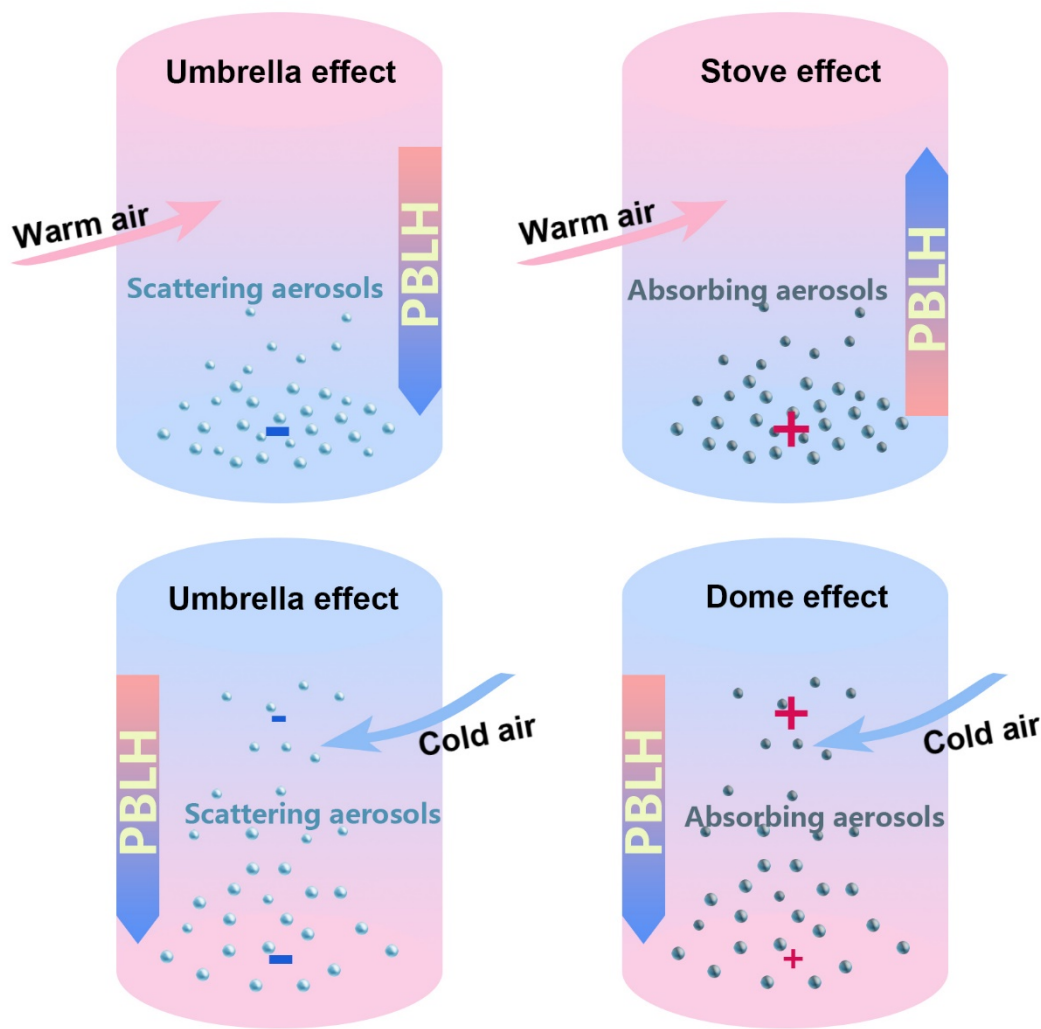 Umbrella effect
Stove effect
Warm air
PBLH
Warm air
PBLH
Scattering aerosols
Absorbing aerosols
-
+
Umbrella effect
Dome effect
PBLH
-
Cold air
PBLH
+
Cold air
Scattering aerosols
Absorbing aerosols
-
+